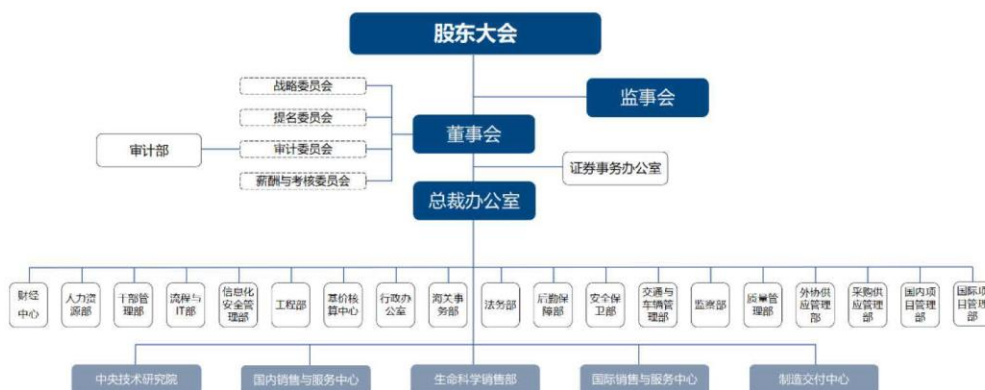 股东大会
战略委员会
监事会
提名委员会
董事会
审计部
审计委员会
证券事务办公室
薪酬与考核委员会
总裁办公室
财经
中心
人力资
源部
干部管
理部
流程与
IT部
信息化
安全管
理部
工程部
基价核
算中心
行政办
公室
海关事
务部
法务部
后勤保
障部
安全保
卫部
交通与
车辆管
理部
监察部
质量管
理部
外协供
应管理
部
采购供
应管理
部
国内项
目管理
部
国际项
目管理
部
中央技术研究院
国内销售与服务中心
生命科学销售部
国际销售与服务中心
制造交付中心